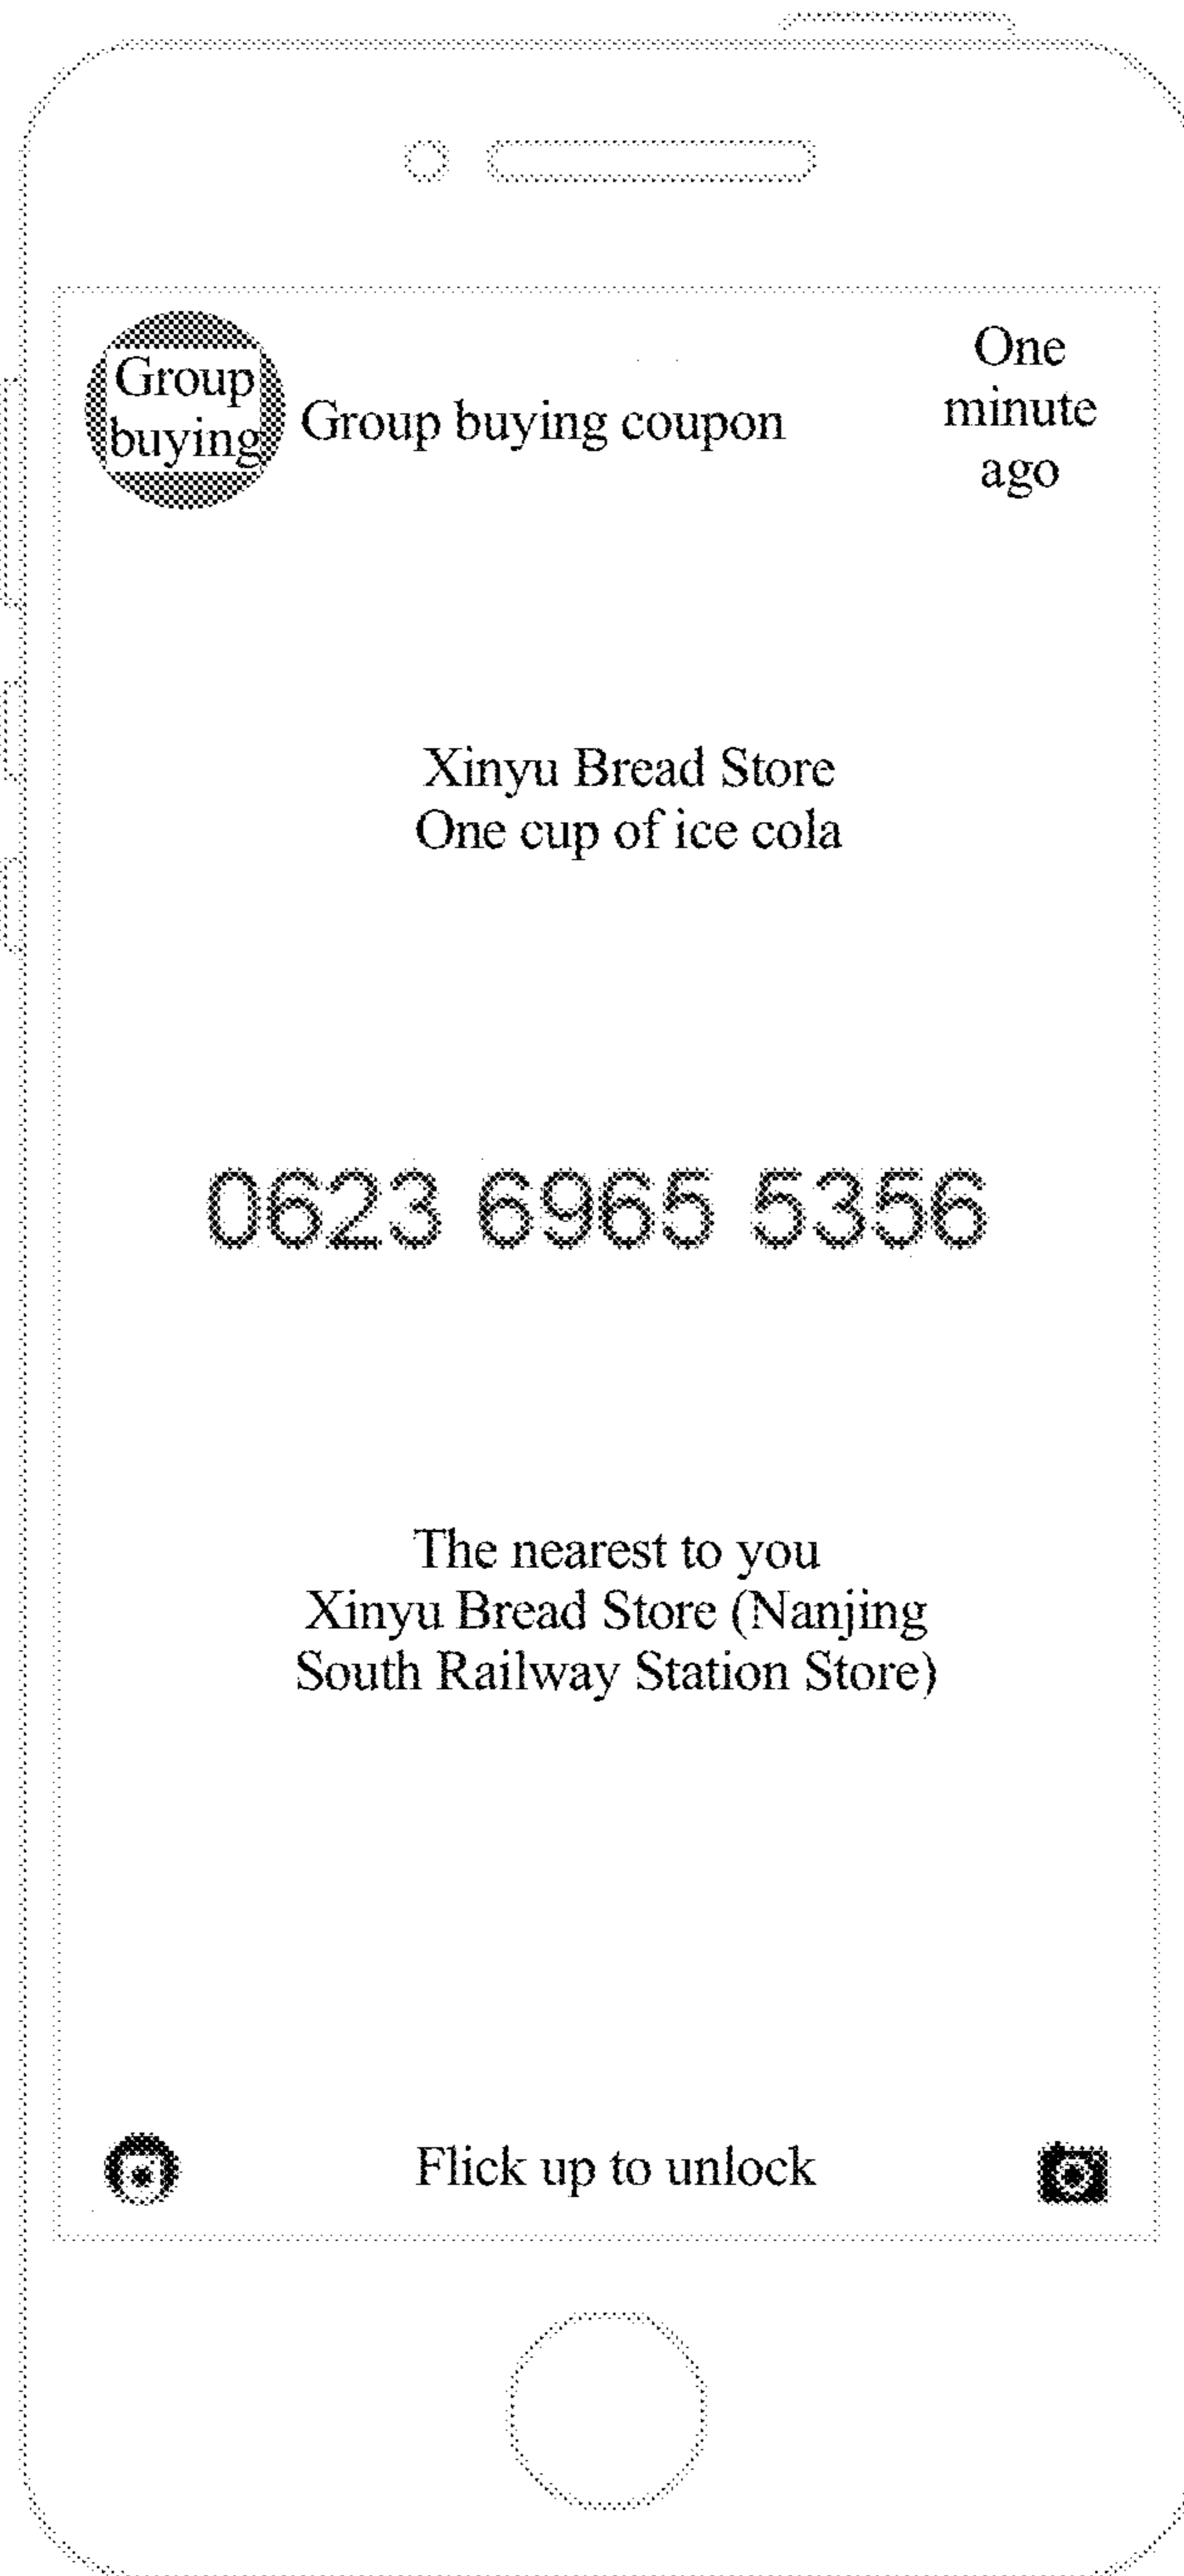 Group
buying
Group buying coupon
One
minute
ago
Xinyu Bread Store
One cup of ice cola
0623 6965 5356
The nearest to you
Xinyu Bread Store (Nanjing
South Railway Station Store)
Flick up to unlock